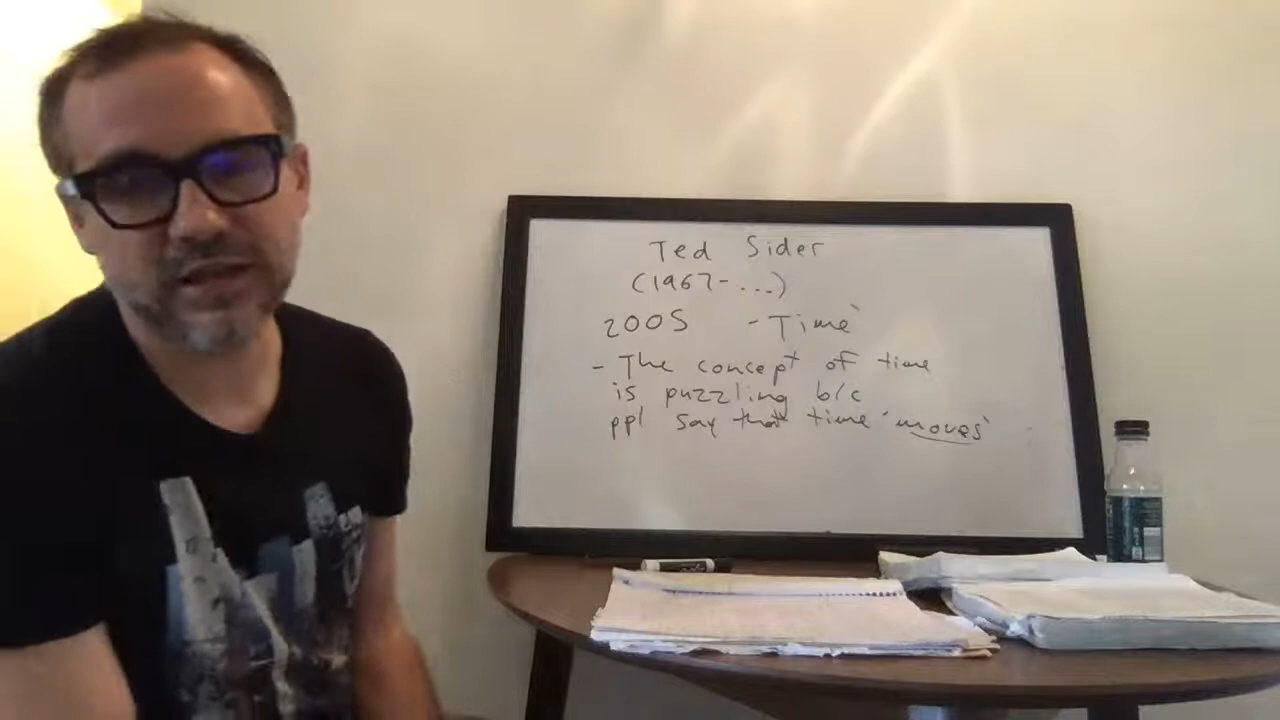 Ted Sider
(1967-...)
2005 - Time
- The concept of time
is puzzling b/c
ppl say that time 'moves'